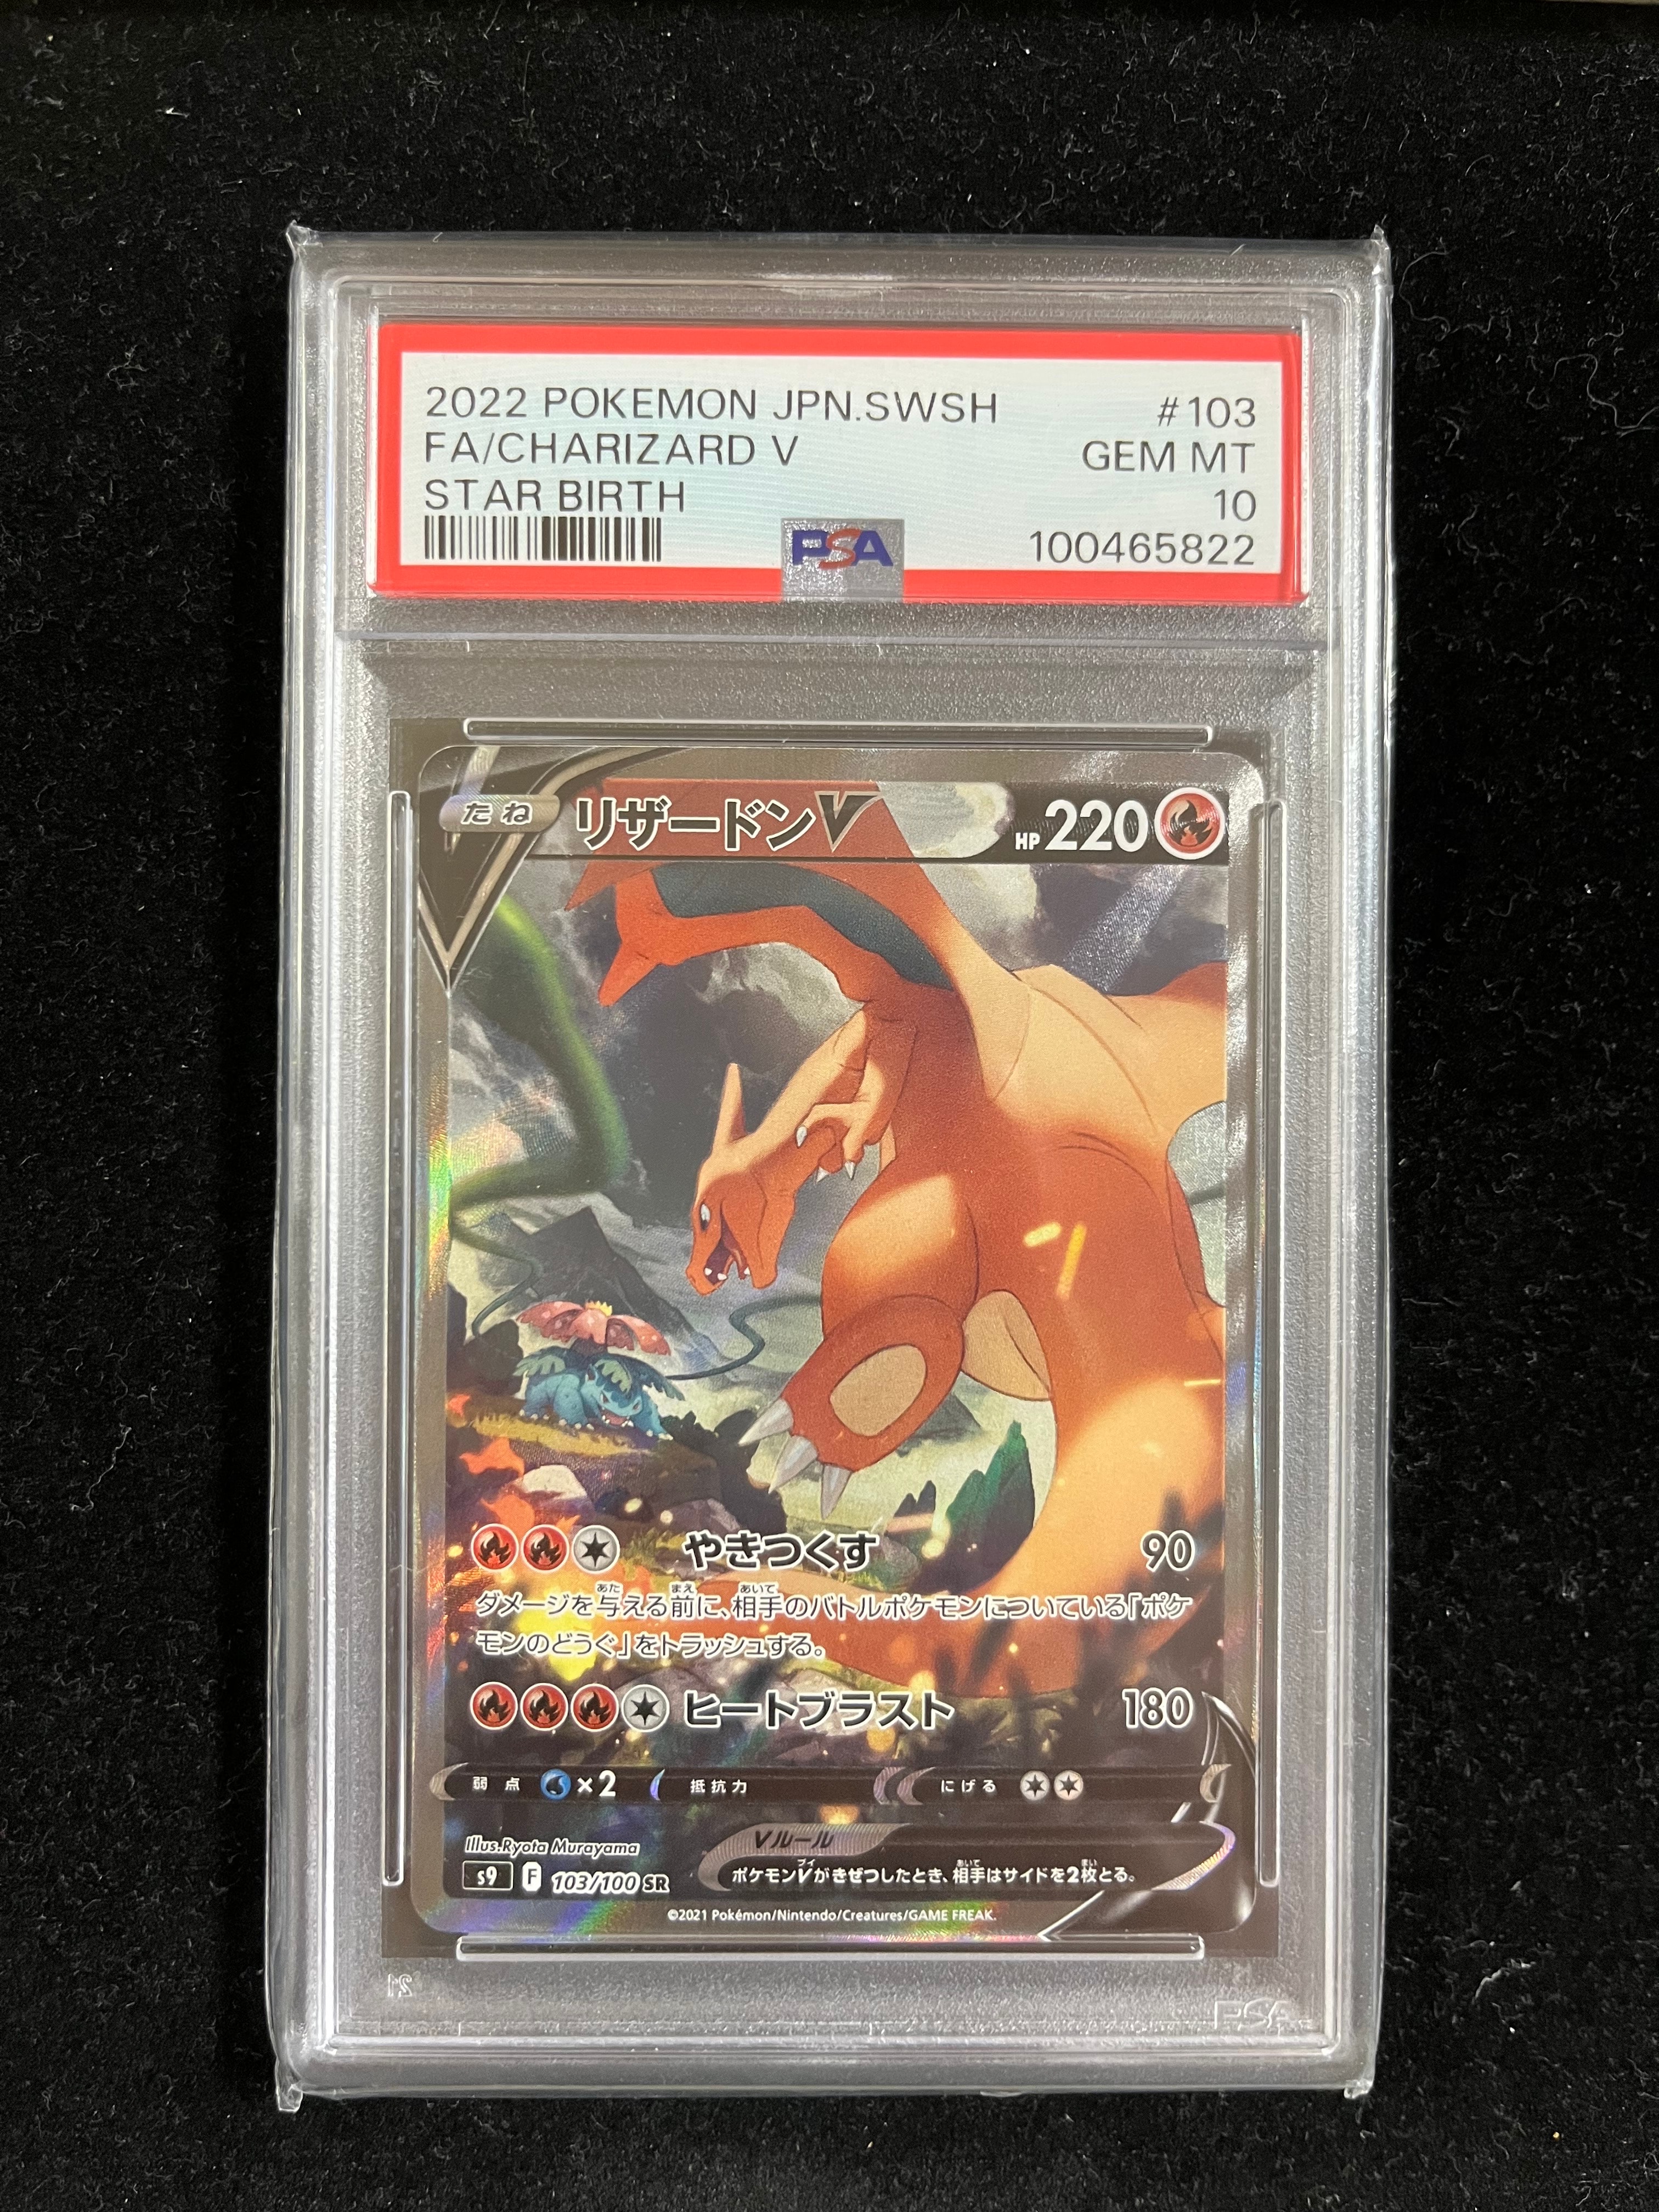 2022 POKEMON JPN.SWSH #103
FA/CHARIZARD V GEM MT
STAR BIRTH 10
PSA 100465822
たね リザードンV HP 220
やきつくす 90
ダメージを与える前に、相手のバトルポケモンについている「ポケ
モンのどうぐ」をトラッシュする。
ヒートブラスト 180
弱点 ×2 抵抗力 にげる
Illus.Ryota Murayama
Vルール
s9 F 103/100 SR
ポケモンVがきぜつしたとき、相手はサイドを2枚とる。
©2021 Pokémon/Nintendo/Creatures/GAME FREAK.
PSA